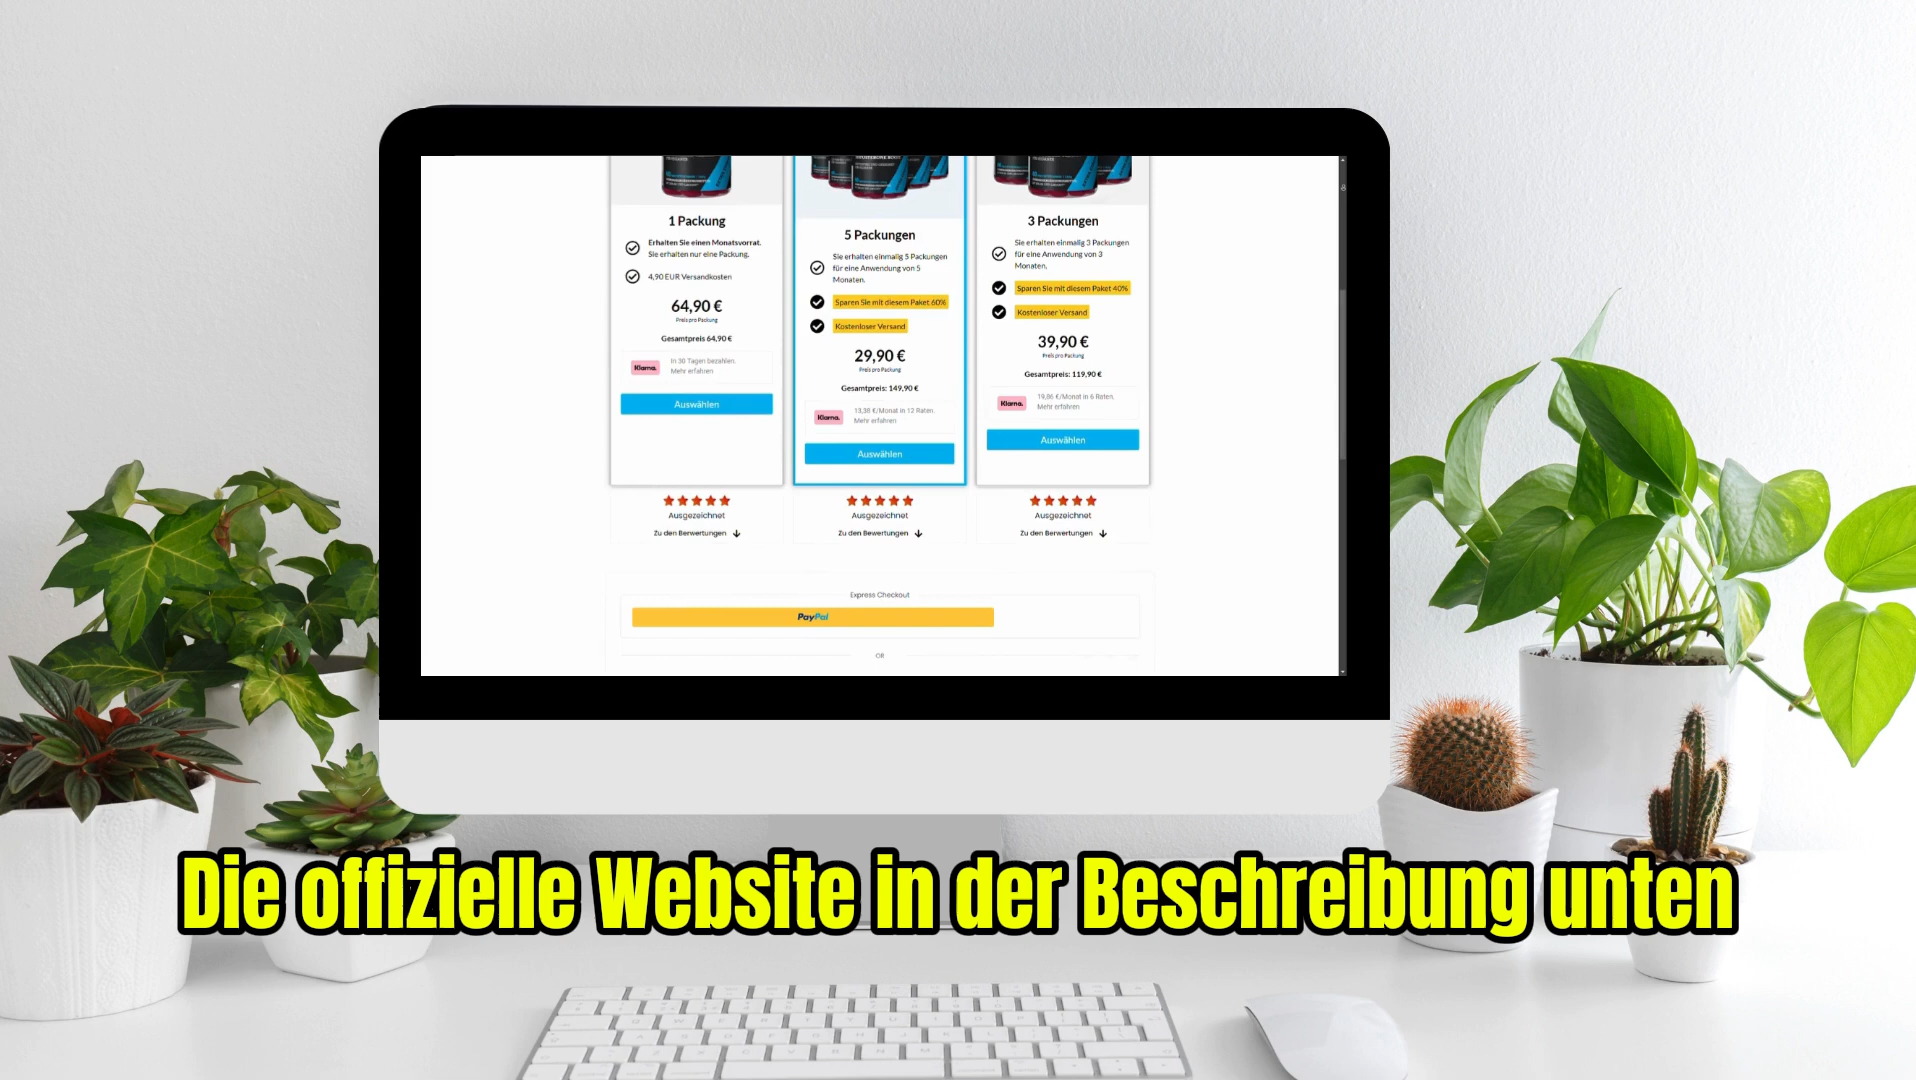 1 Packung
Erhalten Sie einen Monatsvorrat.
Sie erhalten nur eine Packung.
4,90 EUR Versandkosten
64,90 €
Preis pro Packung
Gesamtpreis 64,90 €
Klarna.
In 30 Tagen bezahlen.
Mehr erfahren
Auswählen
Ausgezeichnet
Zu den Berwertungen
5 Packungen
Sie erhalten einmalig 5 Packungen
für eine Anwendung von 5
Monaten.
Sparen Sie mit diesem Paket 60%
Kostenloser Versand
29,90 €
Preis pro Packung
Gesamtpreis: 149,90 €
Klarna.
13,38 €/Monat in 12 Raten.
Mehr erfahren
Auswählen
Ausgezeichnet
Zu den Bewertungen
3 Packungen
Sie erhalten einmalig 3 Packungen
für eine Anwendung von 3
Monaten.
Sparen Sie mit diesem Paket 40%
Kostenloser Versand
39,90 €
Preis pro Packung
Gesamtpreis: 119,90 €
Klarna.
19,86 €/Monat in 6 Raten.
Mehr erfahren
Auswählen
Ausgezeichnet
Zu den Bewertungen
Express Checkout
PayPal
OR
Die offizielle Website in der Beschreibung unten